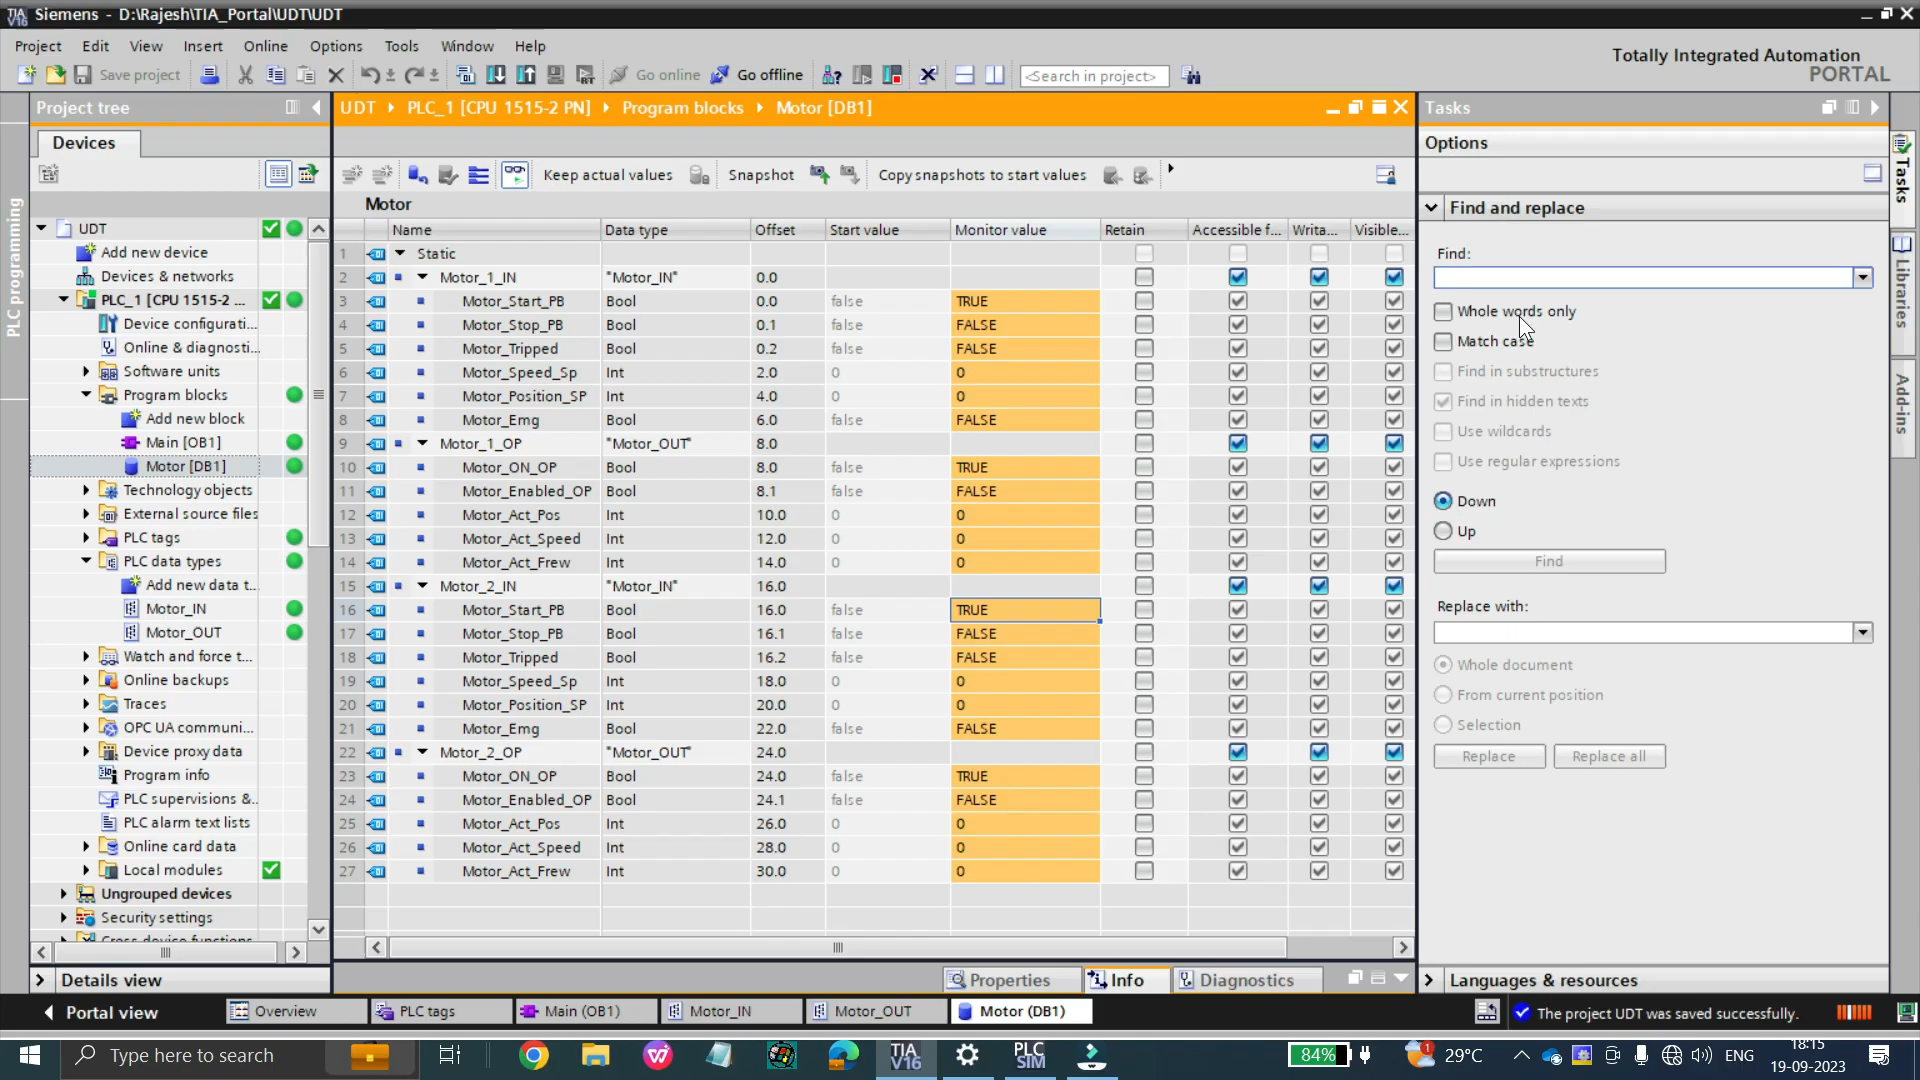 Siemens - D:\Rajesh\TIA_Portal\UDT\UDT
Project Edit View Insert Online Options Tools Window Help
Totally Integrated Automation
PORTAL
Save project Go online Go offline <Search in project>
Project tree
UDT PLC_1 [CPU 1515-2 PN] Program blocks Motor [DB1]
Tasks
Devices
Options
Keep actual values Snapshot Copy snapshots to start values
PLC programming
Motor
Name Data type Offset Start value Monitor value Retain Accessible f... Writa... Visible...
1 Static
2 Motor_1_IN "Motor_IN" 0.0
3 Motor_Start_PB Bool 0.0 false TRUE
4 Motor_Stop_PB Bool 0.1 false FALSE
5 Motor_Tripped Bool 0.2 false FALSE
6 Motor_Speed_Sp Int 2.0 0 0
7 Motor_Position_SP Int 4.0 0 0
8 Motor_Emg Bool 6.0 false FALSE
9 Motor_1_OP "Motor_OUT" 8.0
10 Motor_ON_OP Bool 8.0 false TRUE
11 Motor_Enabled_OP Bool 8.1 false FALSE
12 Motor_Act_Pos Int 10.0 0 0
13 Motor_Act_Speed Int 12.0 0 0
14 Motor_Act_Frew Int 14.0 0 0
15 Motor_2_IN "Motor_IN" 16.0
16 Motor_Start_PB Bool 16.0 false TRUE
17 Motor_Stop_PB Bool 16.1 false FALSE
18 Motor_Tripped Bool 16.2 false FALSE
19 Motor_Speed_Sp Int 18.0 0 0
20 Motor_Position_SP Int 20.0 0 0
21 Motor_Emg Bool 22.0 false FALSE
22 Motor_2_OP "Motor_OUT" 24.0
23 Motor_ON_OP Bool 24.0 false TRUE
24 Motor_Enabled_OP Bool 24.1 false FALSE
25 Motor_Act_Pos Int 26.0 0 0
26 Motor_Act_Speed Int 28.0 0 0
27 Motor_Act_Frew Int 30.0 0 0
UDT
Add new device
Devices & networks
PLC_1 [CPU 1515-2 ...
Device configurati...
Online & diagnosti...
Software units
Program blocks
Add new block
Main [OB1]
Motor [DB1]
Technology objects
External source files
PLC tags
PLC data types
Add new data t...
Motor_IN
Motor_OUT
Watch and force t...
Online backups
Traces
OPC UA communi...
Device proxy data
Program info
PLC supervisions &..
PLC alarm text lists
Online card data
Local modules
Ungrouped devices
Security settings
Details view
Find and replace
Find:
Whole words only
Match case
Find in substructures
Find in hidden texts
Use wildcards
Use regular expressions
Down
Up
Find
Replace with:
Whole document
From current position
Selection
Replace Replace all
Languages & resources
Tasks
Libraries
Add-ins
Properties Info Diagnostics
Portal view Overview PLC tags Main (OB1) Motor_IN Motor_OUT Motor (DB1) The project UDT was saved successfully.
Type here to search
TIA V16
PLC SIM
84% 1 29°C ENG
18:15
19-09-2023